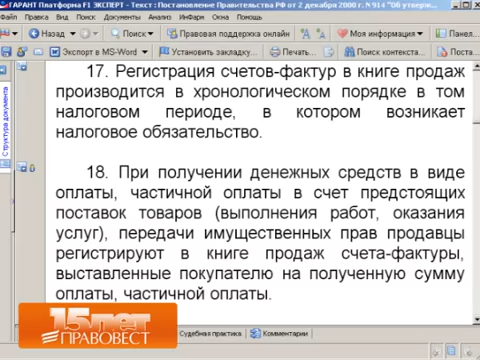 ГАРАНТ Платформа F1 ЭКСПЕРТ - Текст : Постановление Правительства РФ от 2 декабря 2000 г. N 914 "Об утверж...
Файл Правка Вид Поиск Документы Анализ ИнФарм Окна Помощь
Назад Поиск Правовая поддержка онлайн Моя информация Пан
Экспорт в MS-Word Установить закладку... Печать Поиск контекста... Поста...
Структура документа
17. Регистрация счетов-фактур в книге продаж
производится в хронологическом порядке в том
налоговом периоде, в котором возникает
налоговое обязательство.
18. При получении денежных средств в виде
оплаты, частичной оплаты в счет предстоящих
поставок товаров (выполнения работ, оказания
услуг), передачи имущественных прав продавцы
регистрируют в книге продаж счета-фактуры,
выставленные покупателю на полученную сумму
оплаты, частичной оплаты.
15 лет
ПРАВОВЕСТ
Судебная практика Комментарии